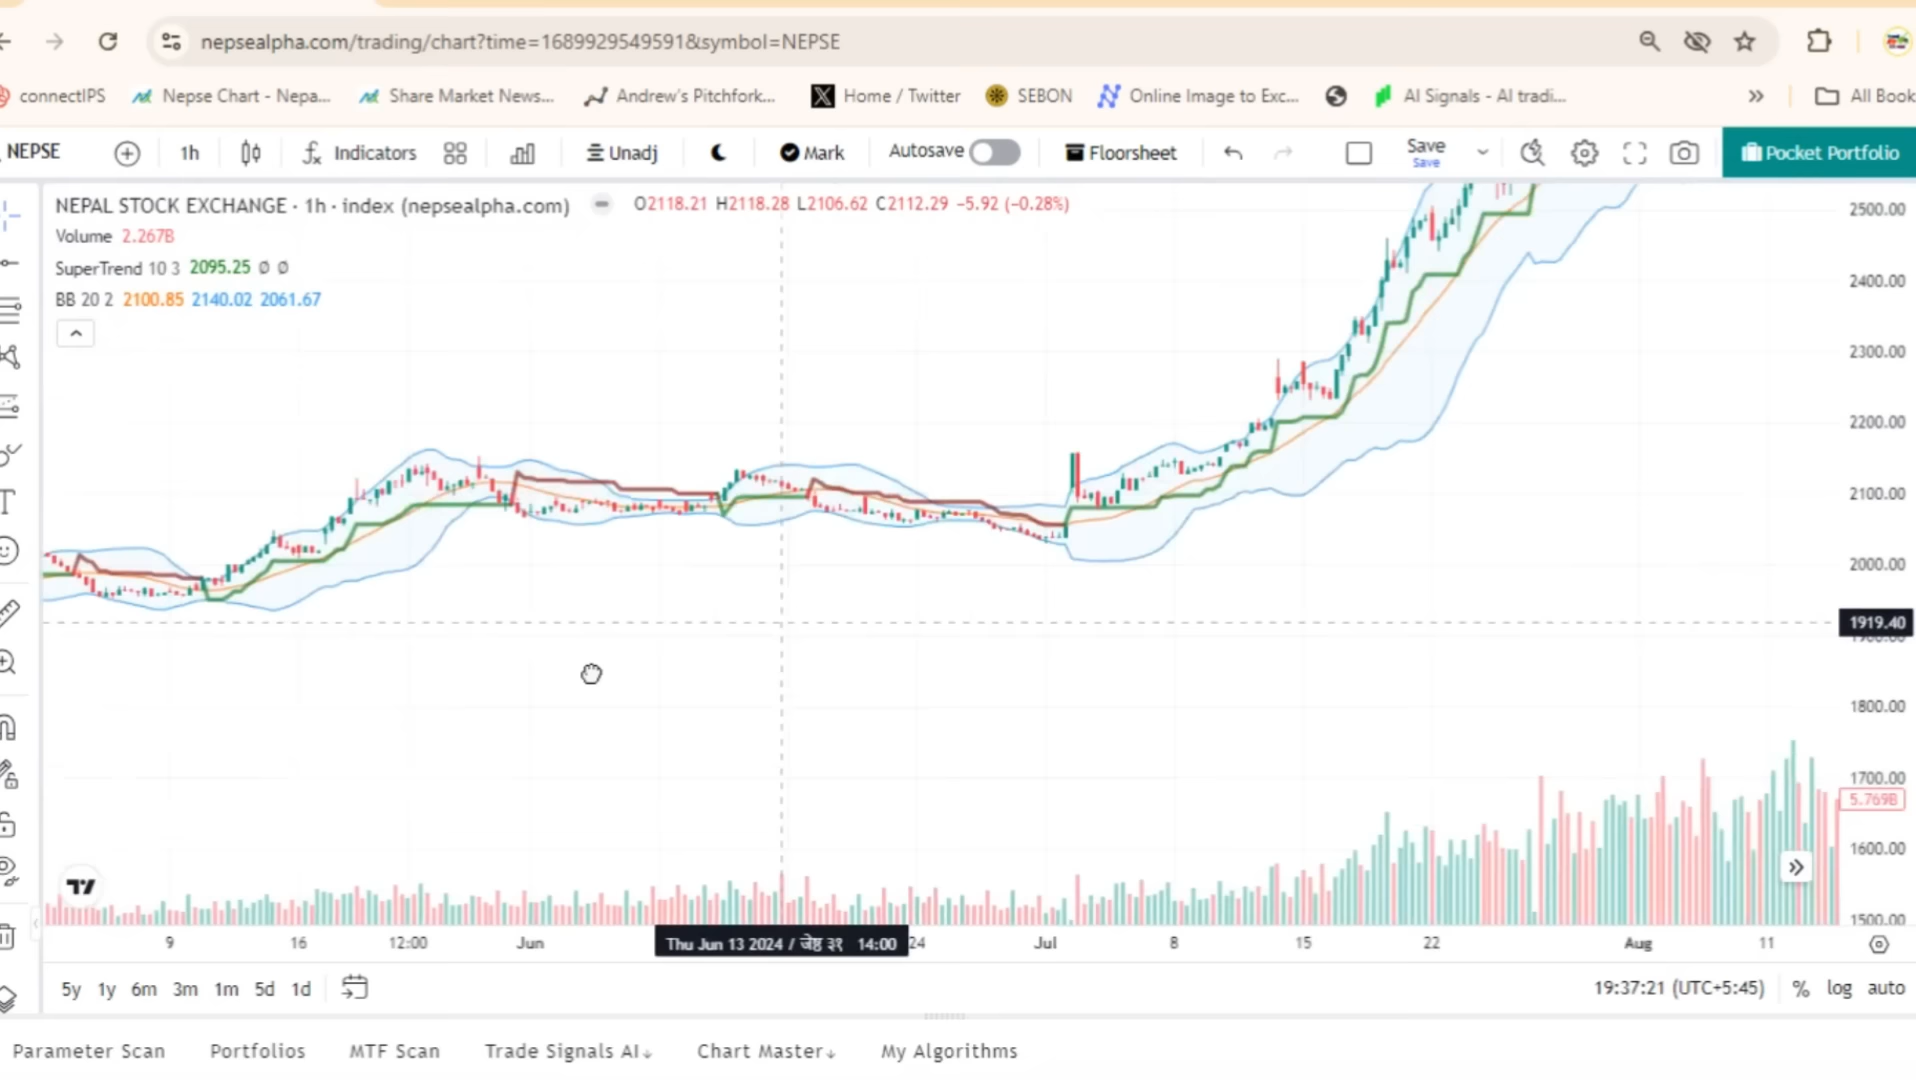 nepsealpha.com/trading/chart?time=1689929549591&symbol=NEPSE
connectIPS Nepse Chart - Nepa... Share Market News... Andrew's Pitchfork... Home / Twitter SEBON Online Image to Exc... AI Signals - AI tradi... » All Book
NEPSE 1h Indicators Unadj Mark Autosave Floorsheet Save Pocket Portfolio
Save
NEPAL STOCK EXCHANGE · 1h · index (nepsealpha.com) O2118.21 H2118.28 L2106.62 C2112.29 −5.92 (−0.28%)
Volume 2.267B
SuperTrend 10 3 2095.25 Ø Ø
BB 20 2 2100.85 2140.02 2061.67
2500.00
2400.00
2300.00
2200.00
2100.00
2000.00
1919.40
1800.00
1700.00
5.769B
1600.00
1500.00
9 16 12:00 Jun Thu Jun 13 2024 / जेष्ठ ३१ 14:00 24 Jul 8 15 22 Aug 11
5y 1y 6m 3m 1m 5d 1d 19:37:21 (UTC+5:45) % log auto
Parameter Scan Portfolios MTF Scan Trade Signals AI↓ Chart Master↓ My Algorithms